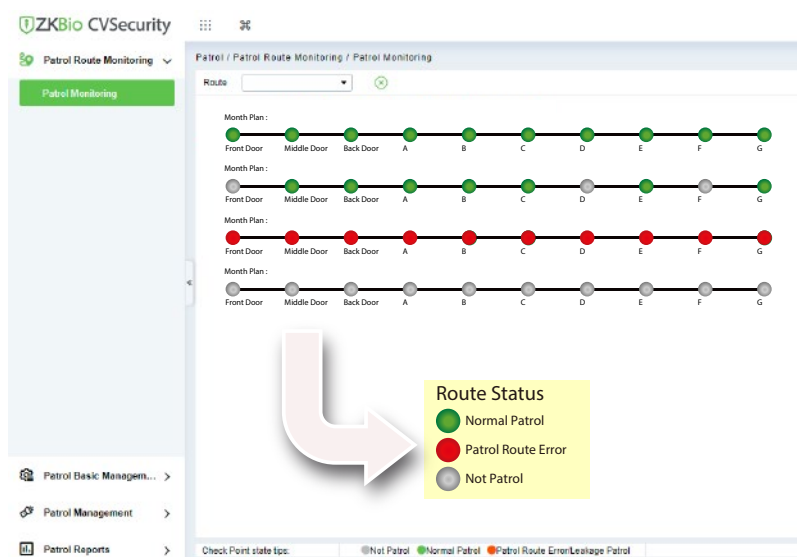 ZKBio CVSecurity
Patrol Route Monitoring
Patrol / Patrol Route Monitoring / Patrol Monitoring
Patrol Monitoring
Route
Month Plan :
Front Door Middle Door Back Door A B C D E F G
Month Plan :
Front Door Middle Door Back Door A B C D E F G
Month Plan :
Front Door Middle Door Back Door A B C D E F G
Month Plan :
Front Door Middle Door Back Door A B C D E F G
Route Status
Normal Patrol
Patrol Route Error
Not Patrol
Patrol Basic Managem...
Patrol Management
Patrol Reports
Check Point state tips: Not Patrol Normal Patrol Patrol Route Error/Leakage Patrol